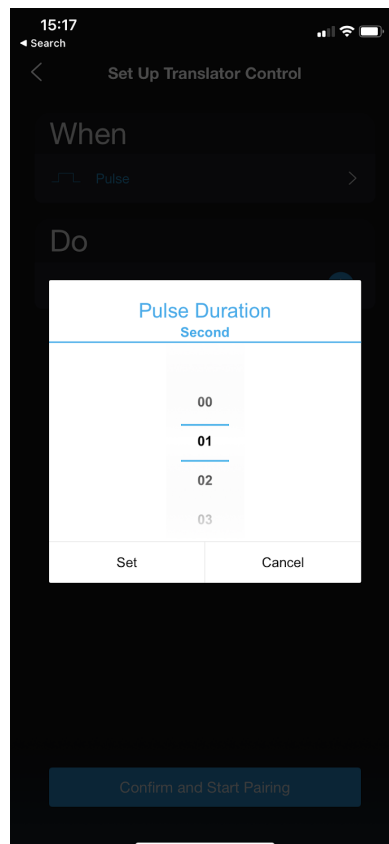 15:17
◀ Search
Set Up Translator Control
When
Pulse
Do
Pulse Duration
Second
00
01
02
03
Set
Cancel
Confirm and Start Pairing